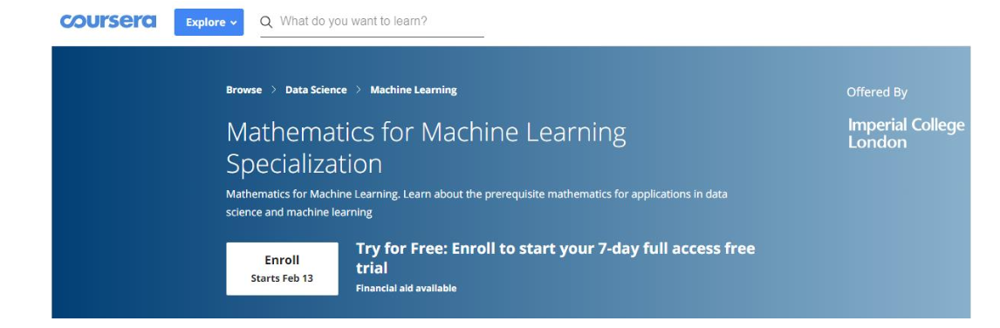 coursera
Explore
What do you want to learn?
Browse > Data Science > Machine Learning
Offered By
Imperial College
London
Mathematics for Machine Learning
Specialization
Mathematics for Machine Learning. Learn about the prerequisite mathematics for applications in data
science and machine learning
Enroll
Starts Feb 13
Try for Free: Enroll to start your 7-day full access free
trial
Financial aid available